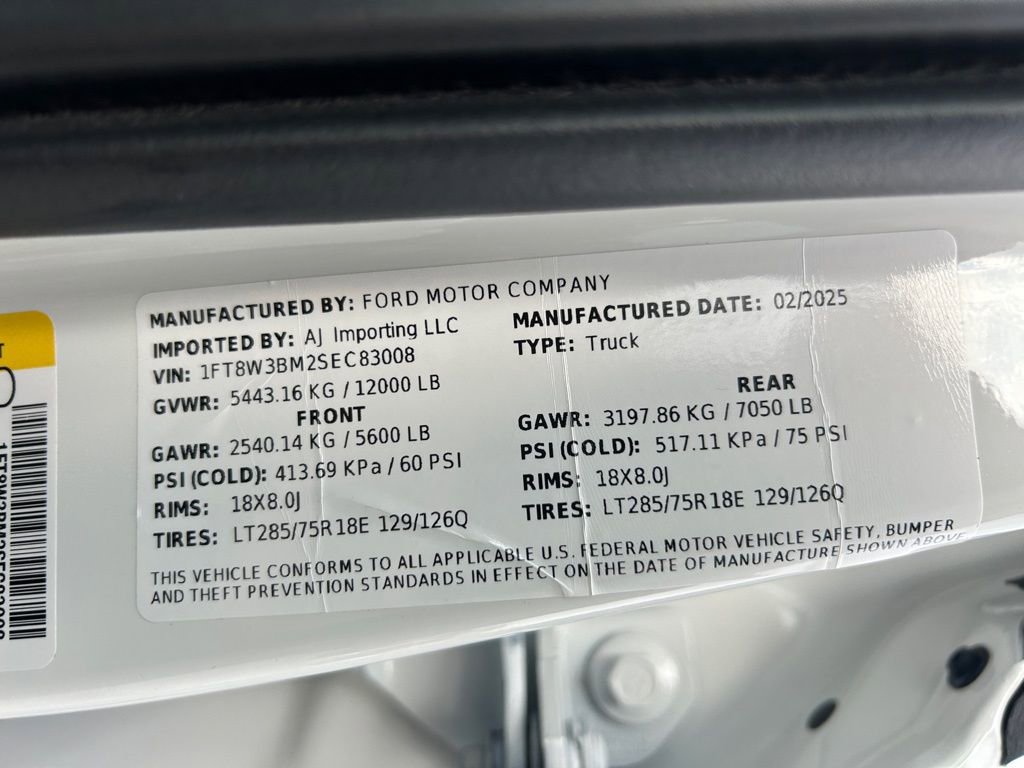 MANUFACTURED BY: FORD MOTOR COMPANY
IMPORTED BY: AJ Importing LLC
MANUFACTURED DATE: 02/2025
VIN: 1FT8W3BM2SEC83008
TYPE: Truck
GVWR: 5443.16 KG / 12000 LB
FRONT
GAWR: 2540.14 KG / 5600 LB
PSI (COLD): 413.69 KPa / 60 PSI
RIMS: 18X8.0J
TIRES: LT285/75R18E 129/126Q
REAR
GAWR: 3197.86 KG / 7050 LB
PSI (COLD): 517.11 KPa / 75 PSI
RIMS: 18X8.0J
TIRES: LT285/75R18E 129/126Q
THIS VEHICLE CONFORMS TO ALL APPLICABLE U.S. FEDERAL MOTOR VEHICLE SAFETY, BUMPER
AND THEFT PREVENTION STANDARDS IN EFFECT ON THE DATE OF MANUFACTURE SHOWN ABOVE